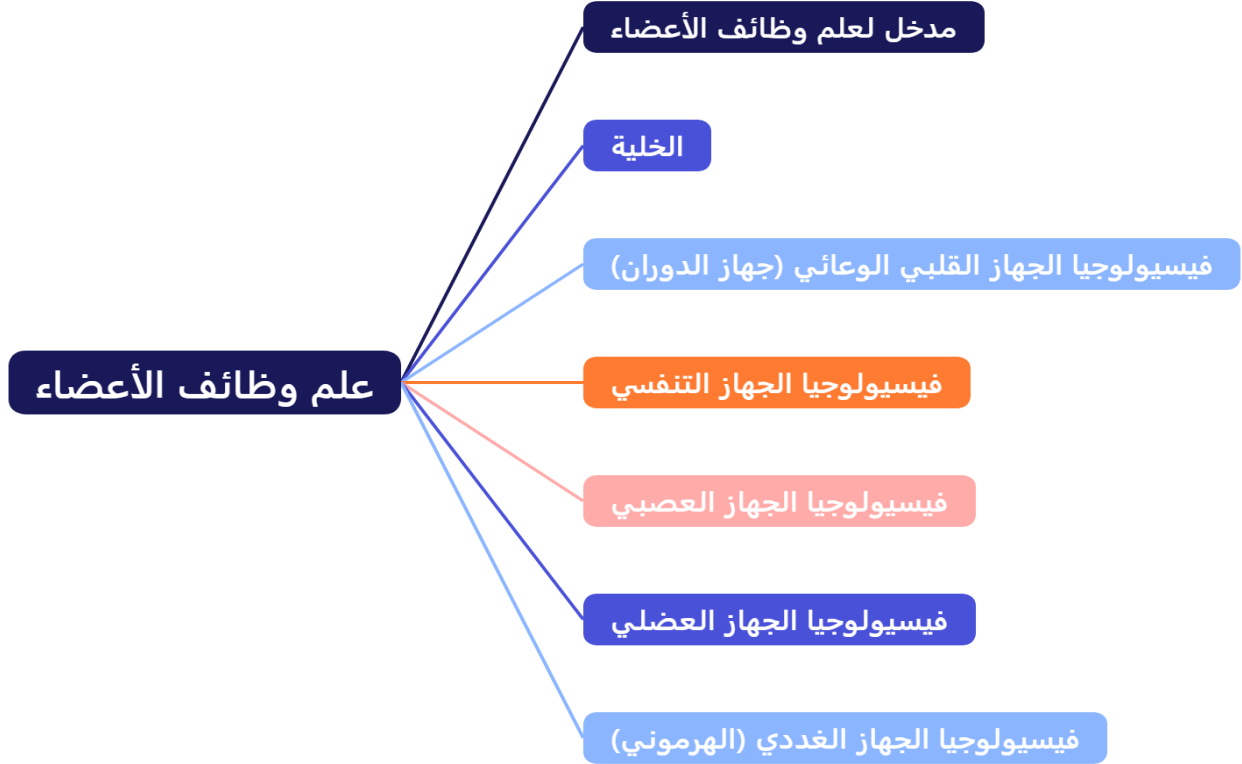 علم وظائف الأعضاء
مدخل لعلم وظائف الأعضاء
الخلية
فيسيولوجيا الجهاز القلبي الوعائي (جهاز الدوران)
فيسيولوجيا الجهاز التنفسي
فيسيولوجيا الجهاز العصبي
فيسيولوجيا الجهاز العضلي
فيسيولوجيا الجهاز الغددي (الهرموني)